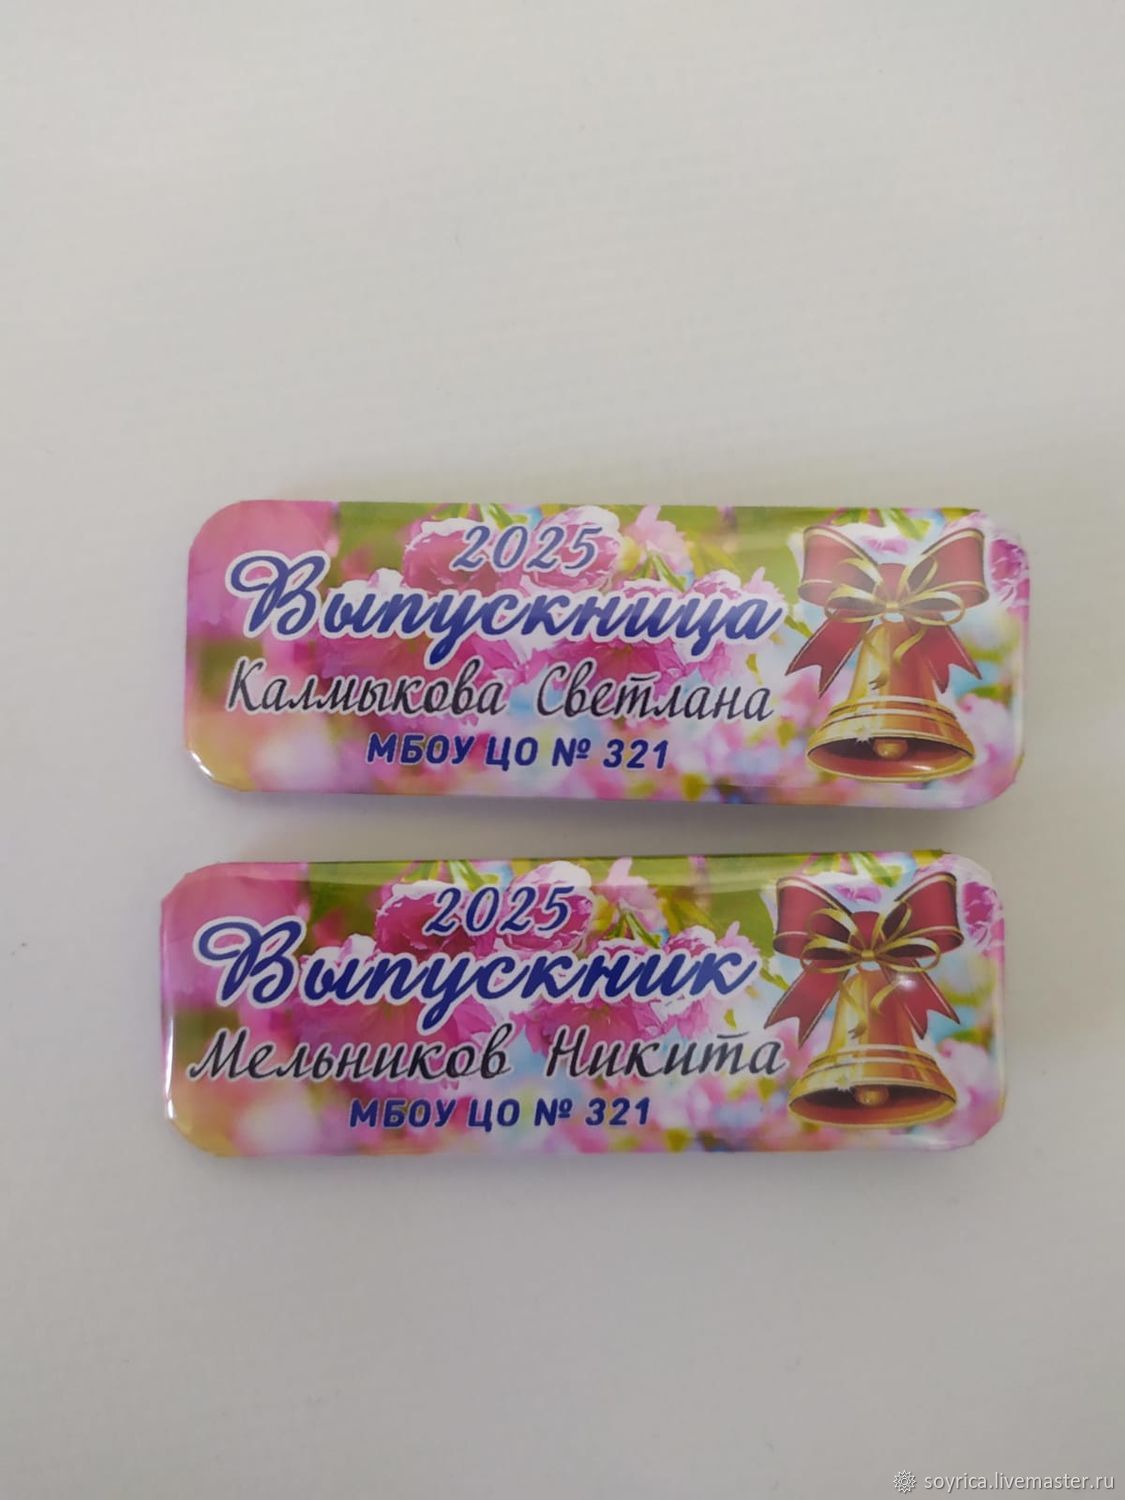 2025
Выпускница
Калмыкова Светлана
МБОУ ЦО № 321
2025
Выпускник
Мельников Никита
МБОУ ЦО № 321
soyrica.livemaster.ru